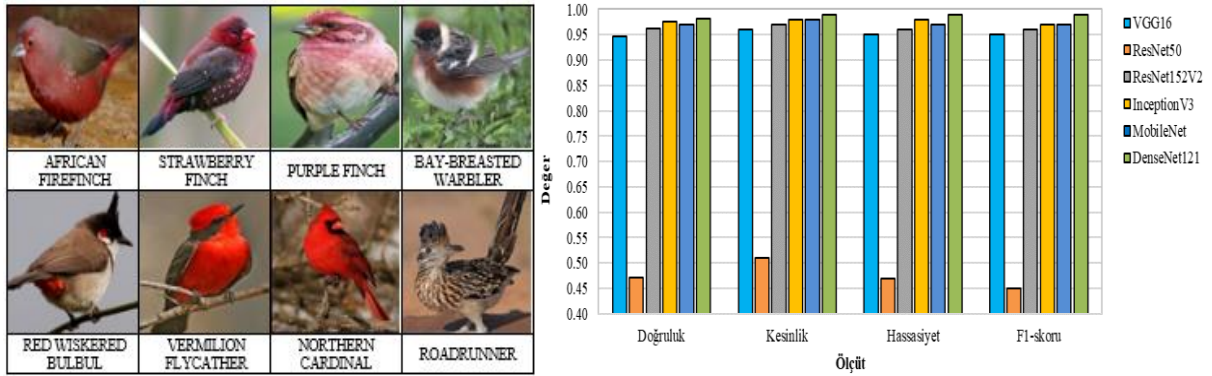 AFRICAN
FIREFINCH
STRAWBERRY
FINCH
PURPLE FINCH
BAY-BREASTED
WARBLER
RED WISKERED
BULBUL
VERMILION
FLYCATHER
NORTHERN
CARDINAL
ROADRUNNER
Değer
1.00
0.95
0.90
0.85
0.80
0.75
0.70
0.65
0.60
0.55
0.50
0.45
0.40
Doğruluk
Kesinlik
Hassasiyet
F1-skoru
Ölçüt
VGG16
ResNet50
ResNet152V2
InceptionV3
MobileNet
DenseNet121